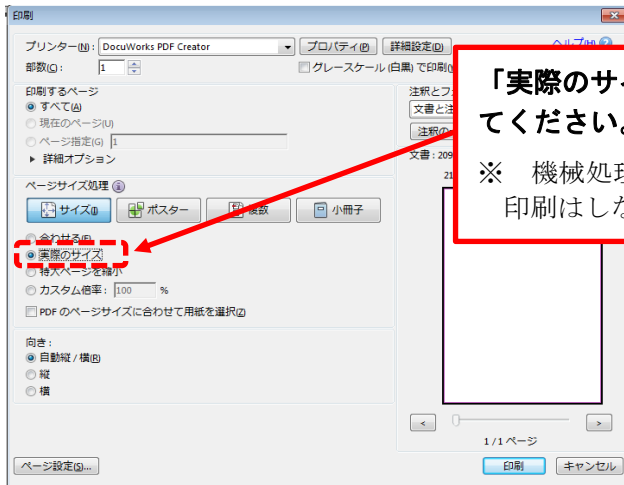 印刷
プリンター(N): DocuWorks PDF Creator プロパティ(P) 詳細設定(D) ヘルプ(H)
部数(C): 1 グレースケール (白黒) で印刷
印刷するページ
すべて(A)
現在のページ(U)
ページ指定(G) 1
詳細オプション
ページサイズ処理
サイズ(I) ポスター 複数 小冊子
合わせる(F)
実際のサイズ
特大ページを縮小
カスタム倍率: 100 %
PDF のページサイズに合わせて用紙を選択(Z)
向き:
自動縦 / 横(R)
縦
横
注釈とフ
文書と注
注釈の
文書: 209
21
「実際のサイ
てください。
※ 機械処理
印刷はしな
< >
1 / 1 ページ
ページ設定(S)... 印刷 キャンセル